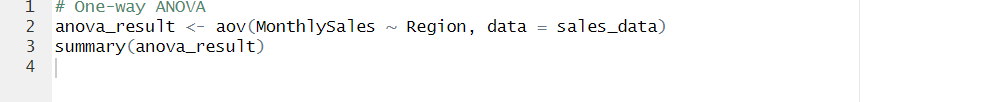 1 # One-way ANOVA
2 anova_result <- aov(MonthlySales ~ Region, data = sales_data)
3 summary(anova_result)
4